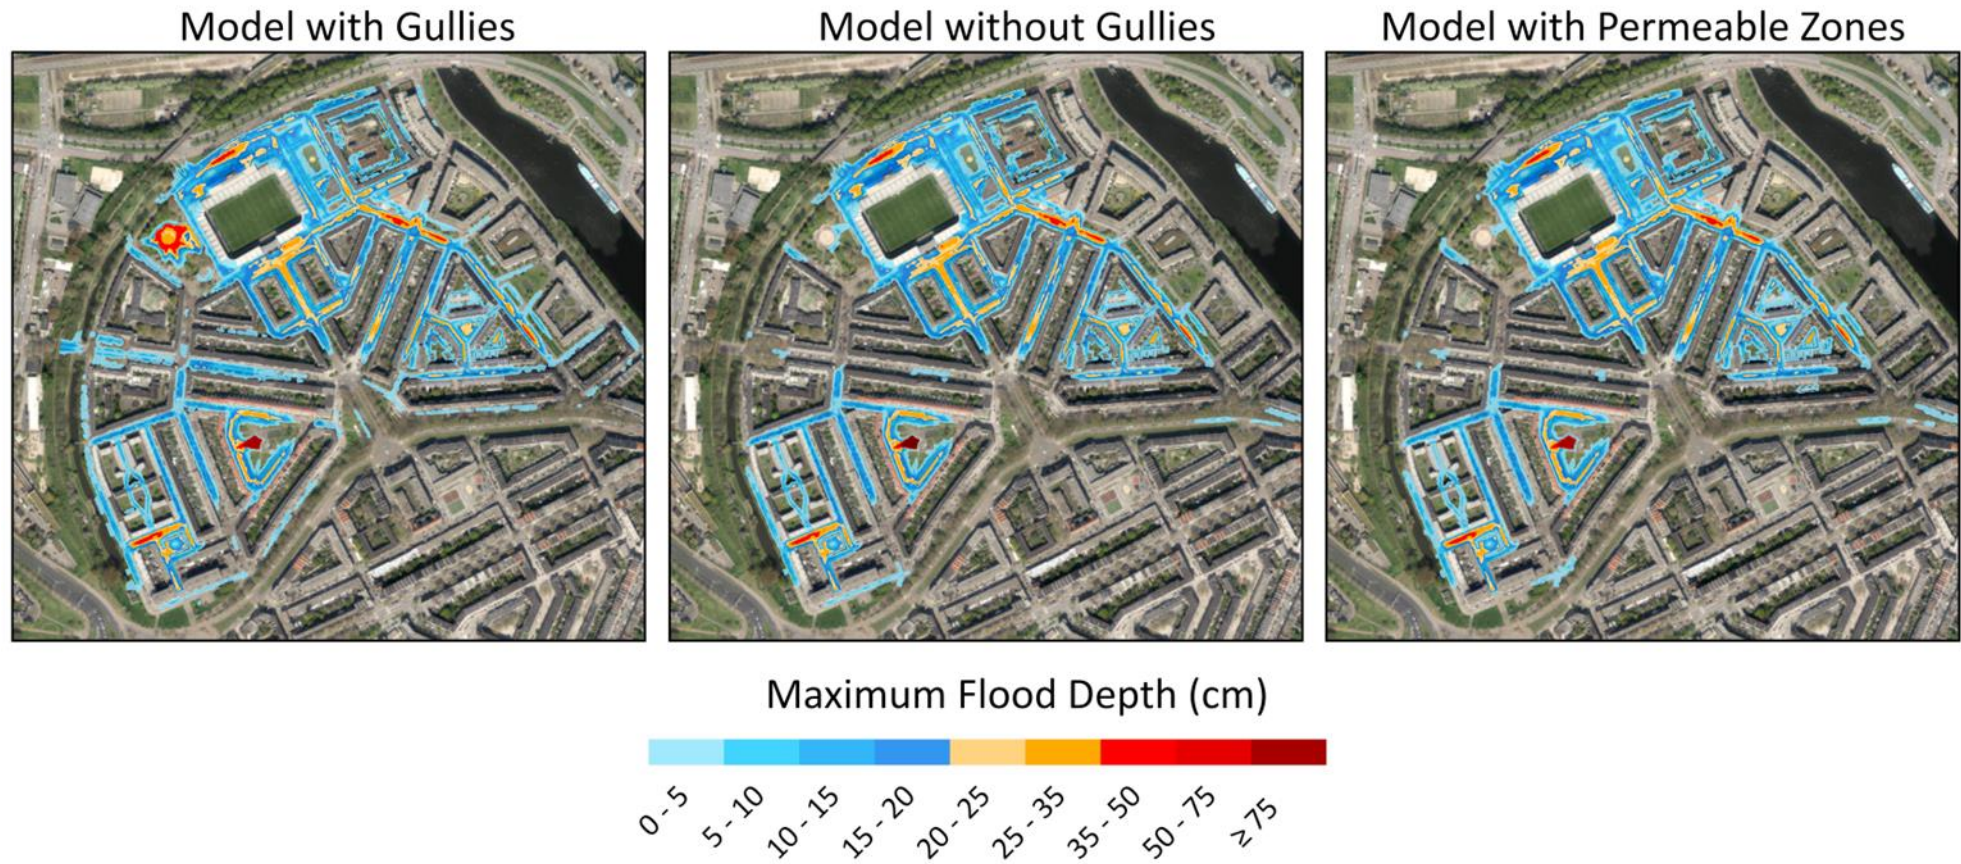 Model with Gullies
Model without Gullies
Model with Permeable Zones
Maximum Flood Depth (cm)
0 - 5
5 - 10
10 - 15
15 - 20
20 - 25
25 - 35
35 - 50
50 - 75
≥ 75